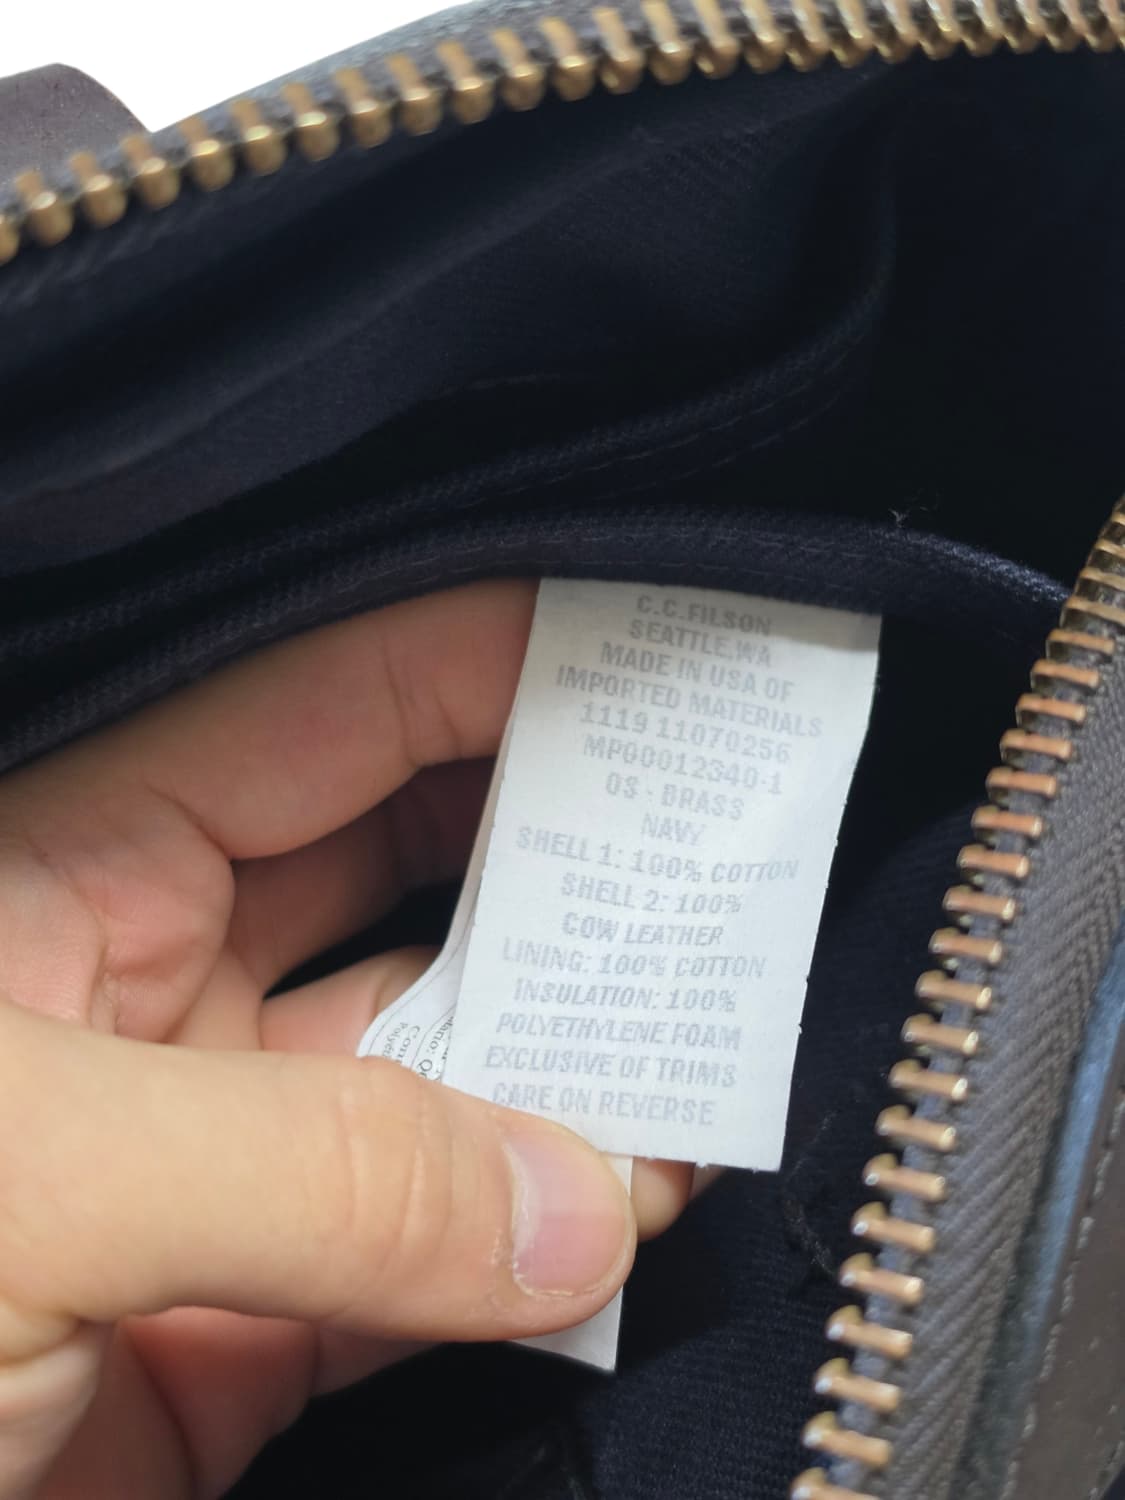 C.C.FILSON
SEATTLE,WA
MADE IN USA OF
IMPORTED MATERIALS
1119 11070256
MP00012340-1
OS - BRASS
NAVY
SHELL 1: 100% COTTON
SHELL 2: 100%
COW LEATHER
LINING: 100% COTTON
INSULATION: 100%
POLYETHYLENE FOAM
EXCLUSIVE OF TRIMS
CARE ON REVERSE